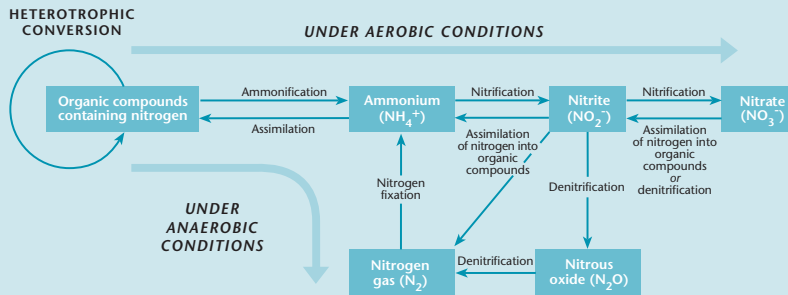 HETEROTROPHIC
CONVERSION
UNDER AEROBIC CONDITIONS
Organic compounds
containing nitrogen
Ammonification
Assimilation
Ammonium
(NH₄⁺)
Nitrification
Assimilation
of nitrogen into
organic
compounds
Nitrite
(NO₂⁻)
Nitrification
Assimilation
of nitrogen into
organic
compounds
or
denitrification
Nitrate
(NO₃⁻)
Nitrogen
fixation
Denitrification
UNDER
ANAEROBIC
CONDITIONS
Nitrogen
gas (N₂)
Denitrification
Nitrous
oxide (N₂O)